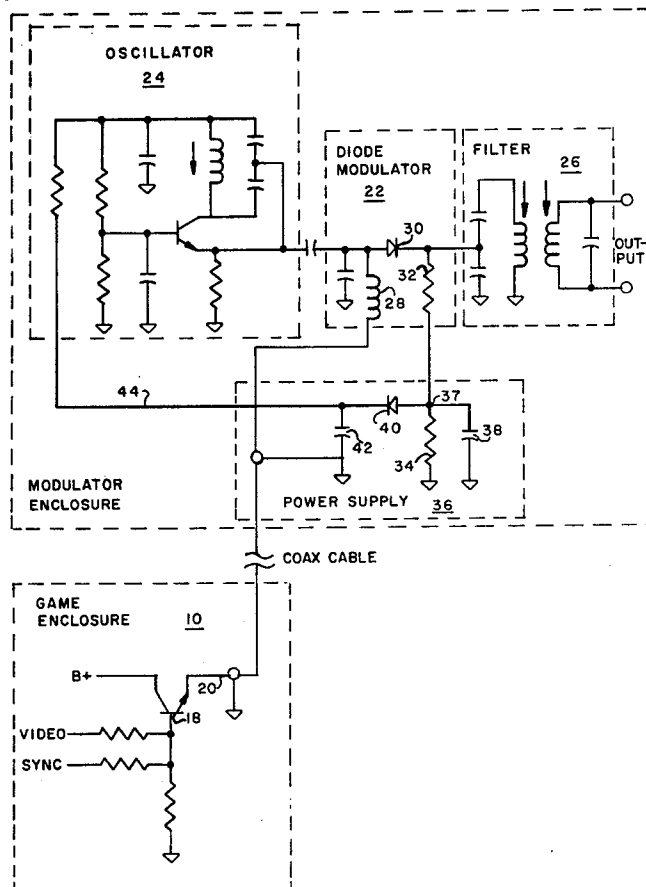 OSCILLATOR
24
DIODE
MODULATOR
22
FILTER
26
30
32
28
OUT-
PUT
44
37
40
42
34
38
MODULATOR
ENCLOSURE
POWER SUPPLY
36
COAX CABLE
GAME
ENCLOSURE
10
B+
20
18
VIDEO
SYNC